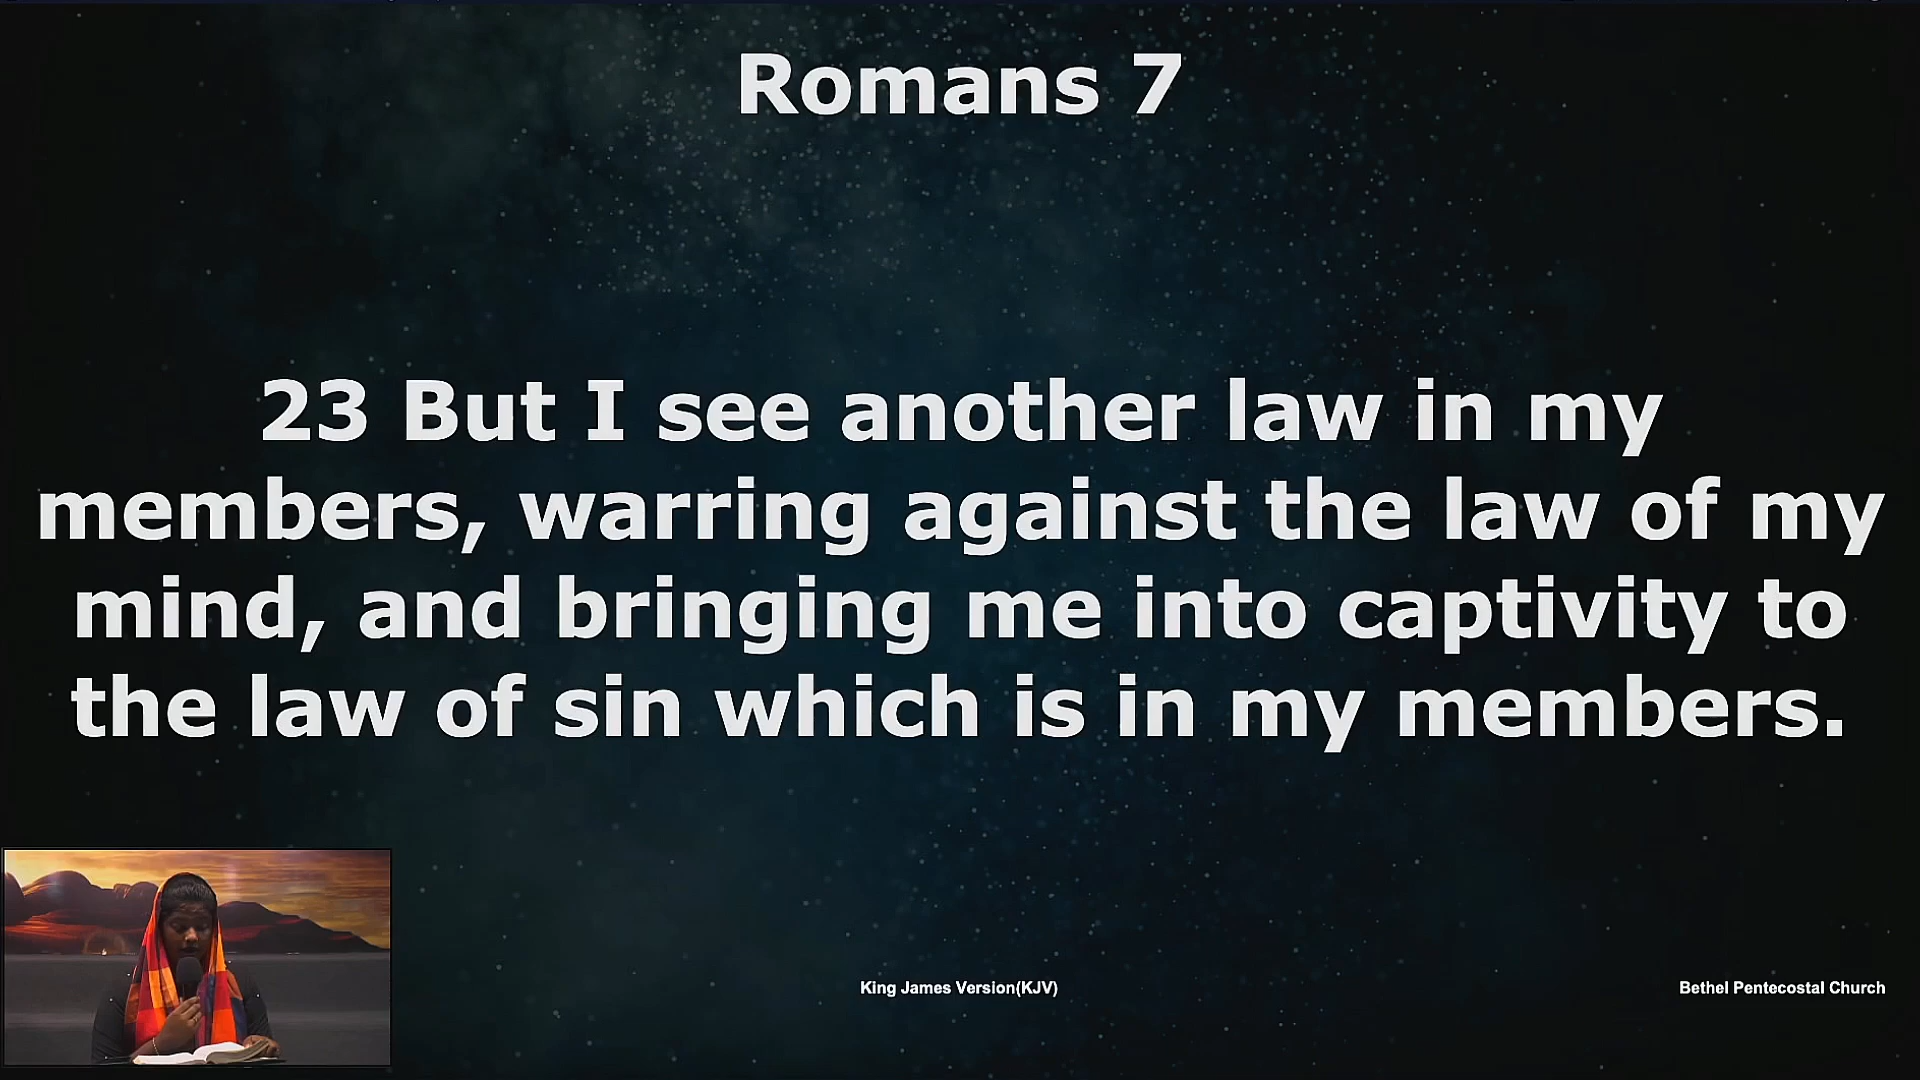 Romans 7
23 But I see another law in my
members, warring against the law of my
mind, and bringing me into captivity to
the law of sin which is in my members.
King James Version(KJV)
Bethel Pentecostal Church